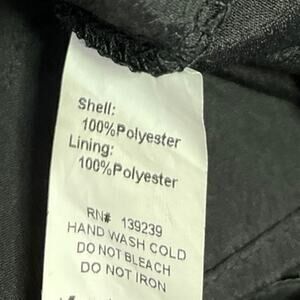 Shell:
100%Polyester
Lining:
100%Polyester
RN# 139239
HAND WASH COLD
DO NOT BLEACH
DO NOT IRON